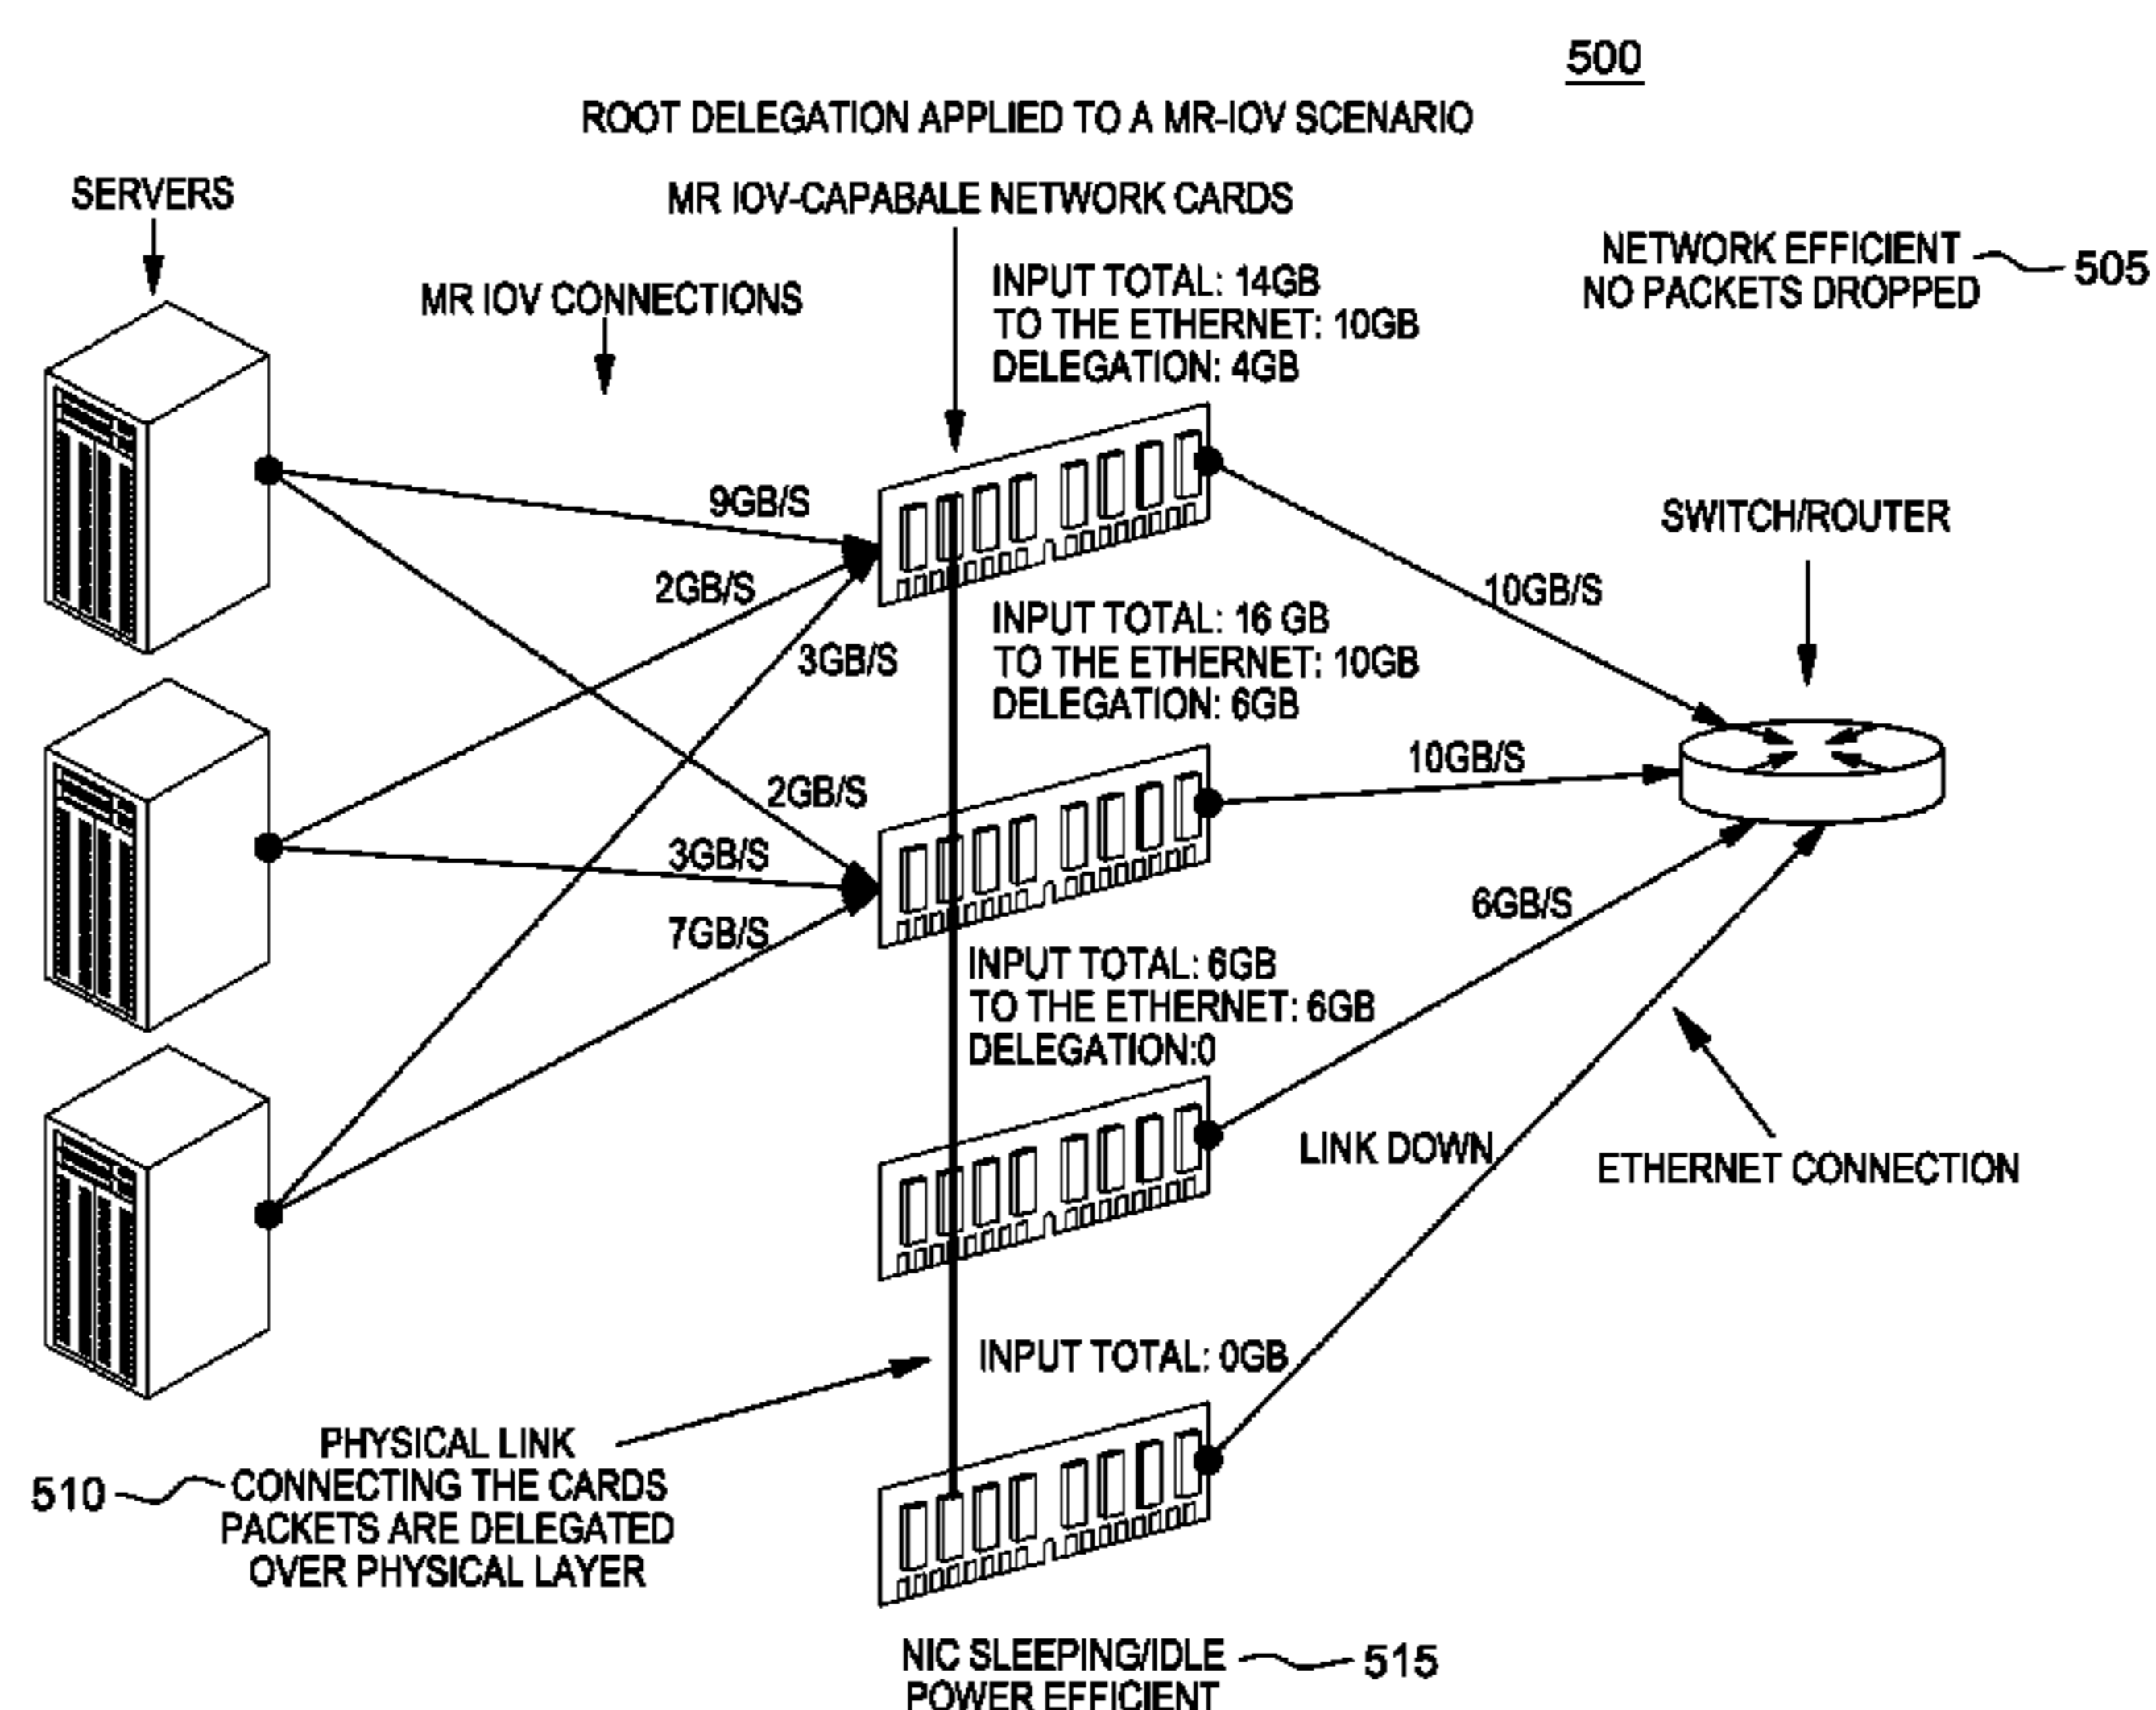 500
ROOT DELEGATION APPLIED TO A MR-IOV SCENARIO
SERVERS
MR IOV-CAPABALE NETWORK CARDS
MR IOV CONNECTIONS
INPUT TOTAL: 14GB
TO THE ETHERNET: 10GB
DELEGATION: 4GB
NETWORK EFFICIENT
NO PACKETS DROPPED
505
9GB/S
2GB/S
3GB/S
10GB/S
SWITCH/ROUTER
INPUT TOTAL: 16 GB
TO THE ETHERNET: 10GB
DELEGATION: 6GB
2GB/S
3GB/S
7GB/S
10GB/S
6GB/S
INPUT TOTAL: 6GB
TO THE ETHERNET: 6GB
DELEGATION:0
LINK DOWN
ETHERNET CONNECTION
INPUT TOTAL: 0GB
510
PHYSICAL LINK
CONNECTING THE CARDS
PACKETS ARE DELEGATED
OVER PHYSICAL LAYER
NIC SLEEPING/IDLE
POWER EFFICIENT
515